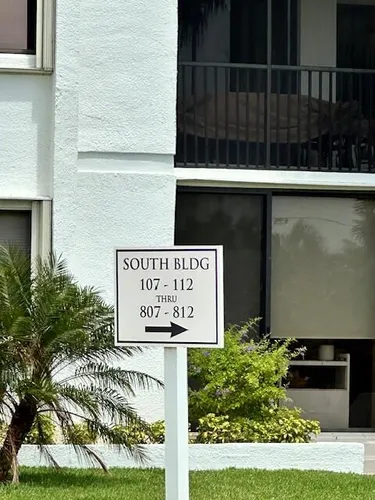 SOUTH BLDG
107 - 112
THRU
807 - 812